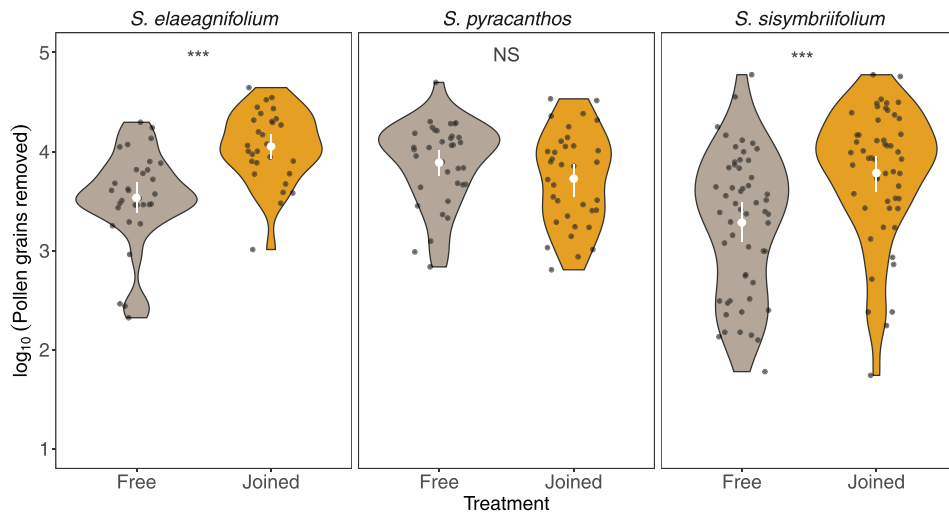 S. elaeagnifolium S. pyracanthos S. sisymbriifolium
*** NS ***
5
4
3
2
1
log₁₀ (Pollen grains removed)
Free Joined Free Joined Free Joined
Treatment